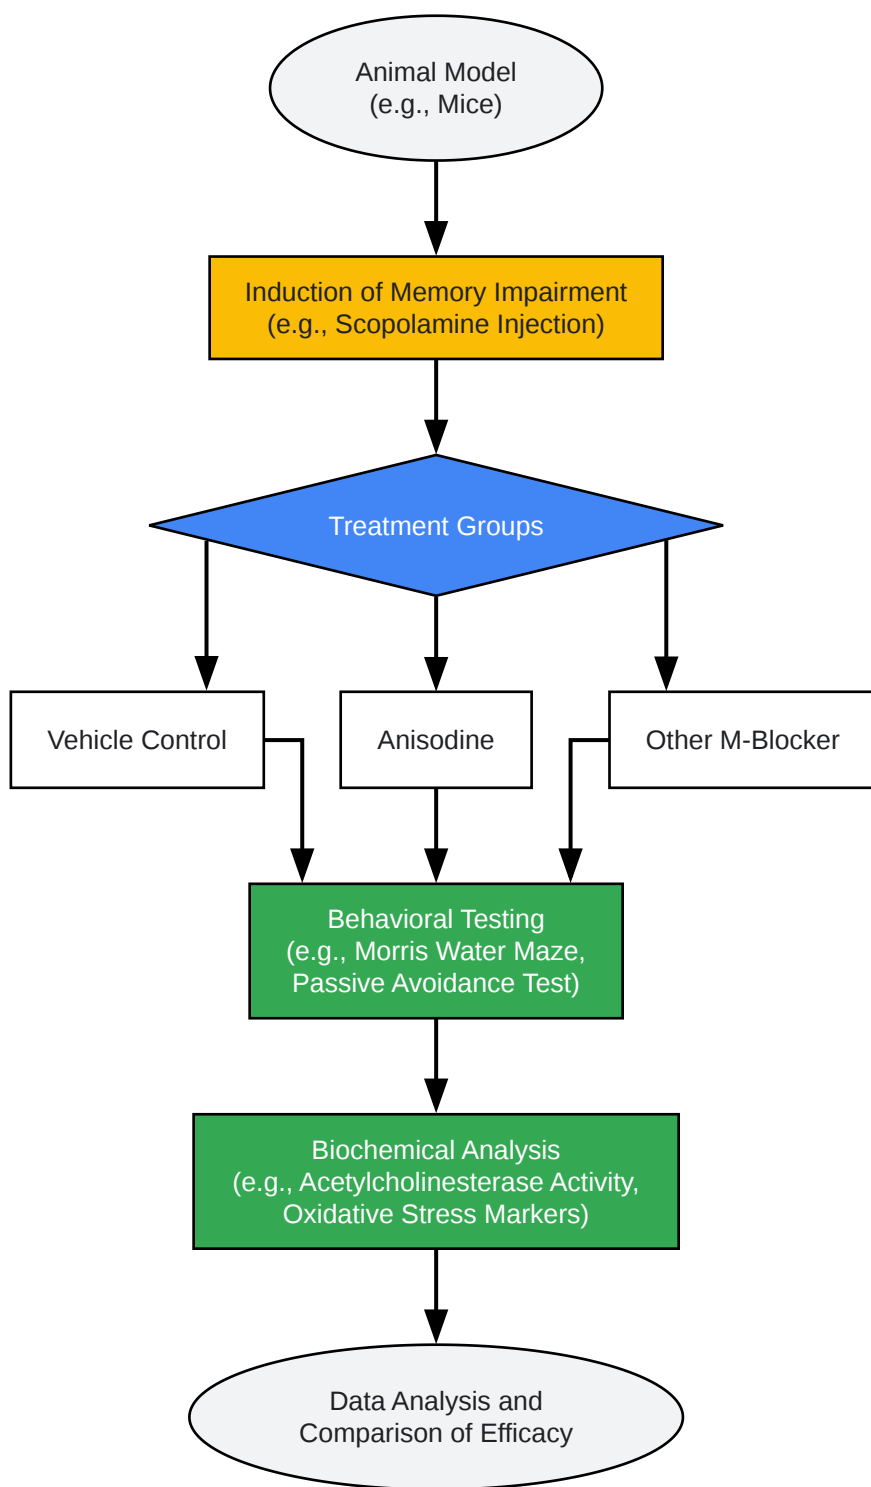 Animal Model
(e.g., Mice)
Induction of Memory Impairment
(e.g., Scopolamine Injection)
Treatment Groups
Vehicle Control
Anisodine
Other M-Blocker
Behavioral Testing
(e.g., Morris Water Maze,
Passive Avoidance Test)
Biochemical Analysis
(e.g., Acetylcholinesterase Activity,
Oxidative Stress Markers)
Data Analysis and
Comparison of Efficacy